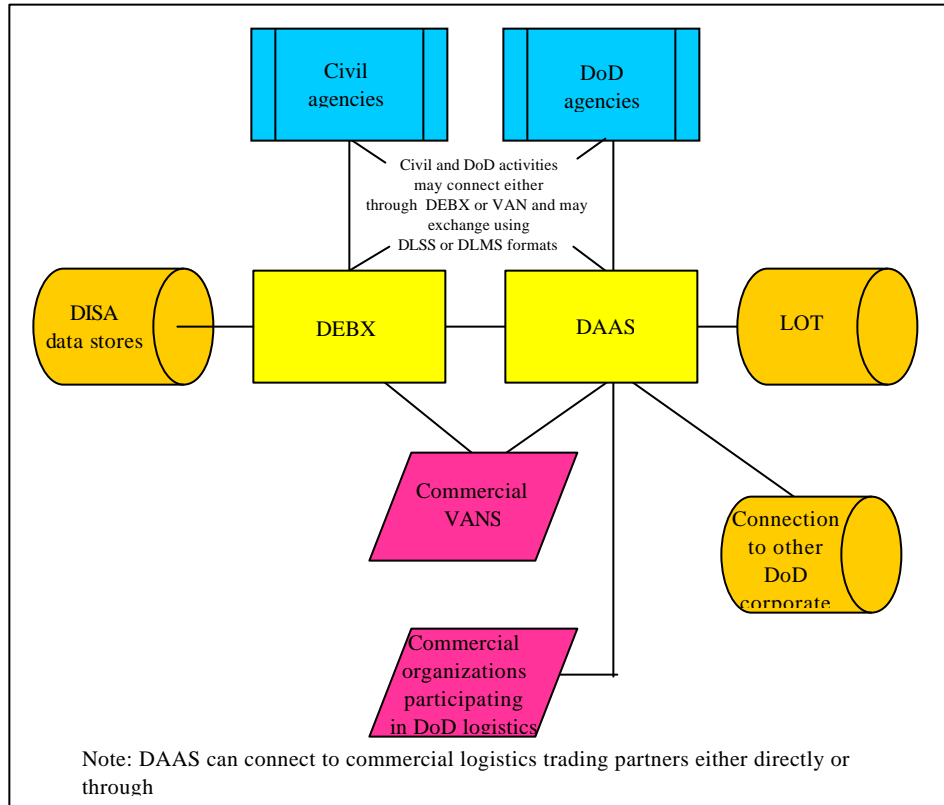 Civil
agencies
DoD
agencies
Civil and DoD activities
may connect either
through DEBX or VAN and may
exchange using
DLSS or DLMS formats
DISA
data stores
DEBX
DAAS
LOT
Commercial
VANS
Connection
to other
DoD
corporate
Commercial
organizations
participating
in DoD logistics
Note: DAAS can connect to commercial logistics trading partners either directly or
through